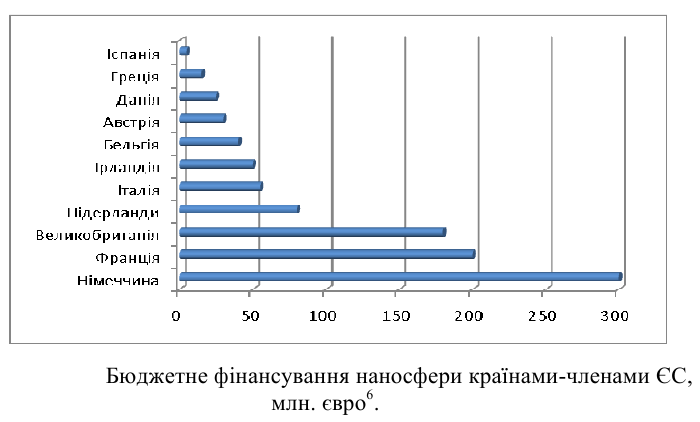 Іспанія
Греція
Данія
Австрія
Бельгія
Ірландія
Італія
Нідерланди
Великобританія
Франція
Німеччина
0 50 100 150 200 250 300
Бюджетне фінансування наносфери країнами-членами ЄС,
млн. євро⁶.